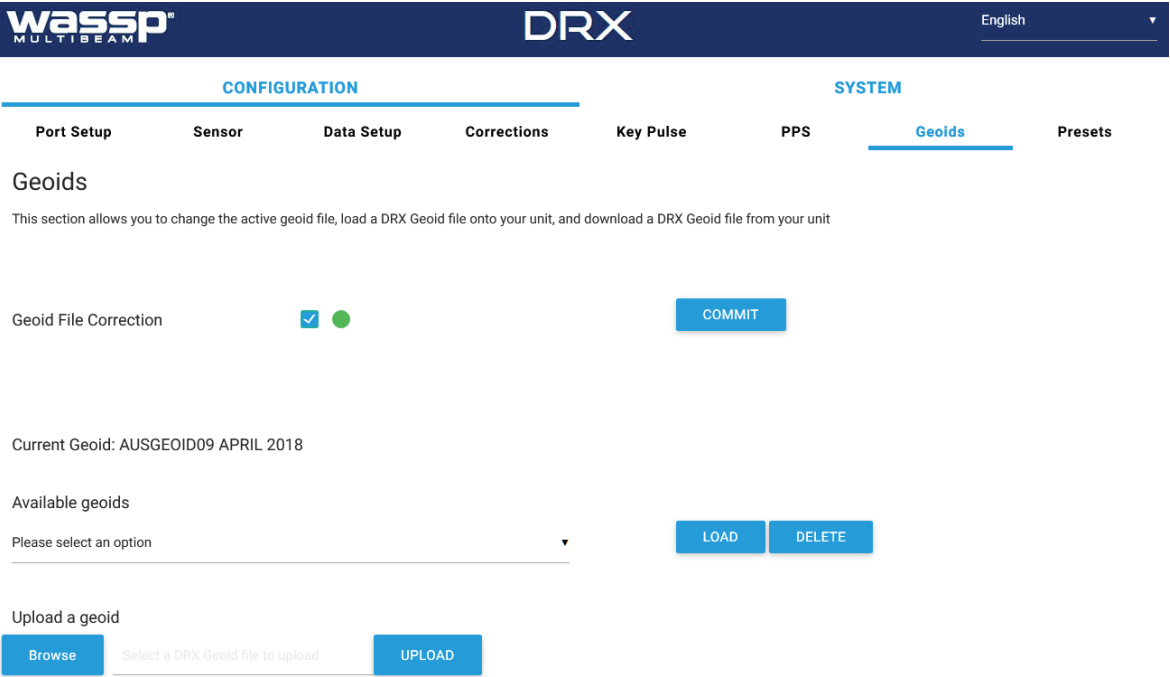 wassp®
MULTIBEAM
DRX
English
CONFIGURATION SYSTEM
Port Setup Sensor Data Setup Corrections Key Pulse PPS Geoids Presets
Geoids
This section allows you to change the active geoid file, load a DRX Geoid file onto your unit, and download a DRX Geoid file from your unit
Geoid File Correction COMMIT
Current Geoid: AUSGEOID09 APRIL 2018
Available geoids
Please select an option LOAD DELETE
Upload a geoid
Browse Select a DRX Geoid file to upload UPLOAD